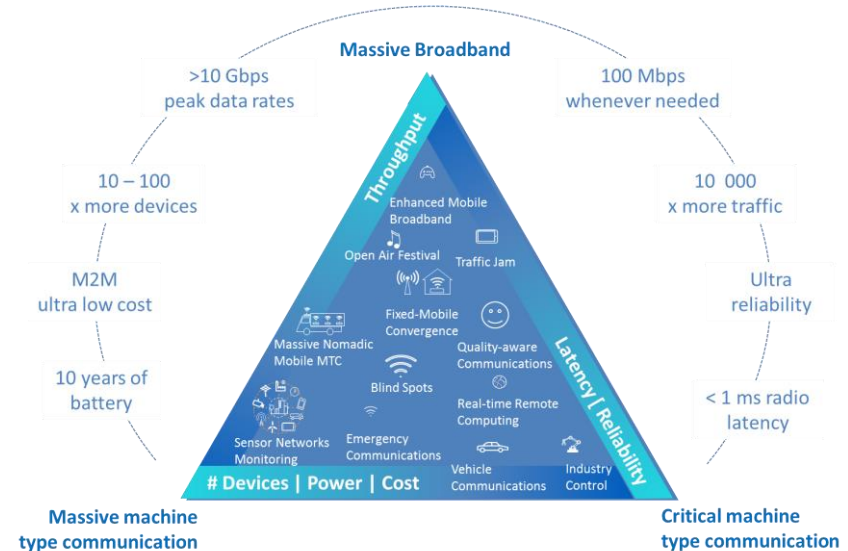 Massive Broadband
>10 Gbps
peak data rates
100 Mbps
whenever needed
10 – 100
x more devices
10 000
x more traffic
M2M
ultra low cost
Ultra
reliability
10 years of
battery
< 1 ms radio
latency
Throughput
Enhanced Mobile
Broadband
Open Air Festival
Traffic Jam
Fixed-Mobile
Convergence
Massive Nomadic
Mobile MTC
Quality-aware
Communications
Blind Spots
Real-time Remote
Computing
Sensor Networks
Monitoring
Emergency
Communications
Vehicle
Communications
Industry
Control
Latency [ Reliability
# Devices | Power | Cost
Massive machine
type communication
Critical machine
type communication